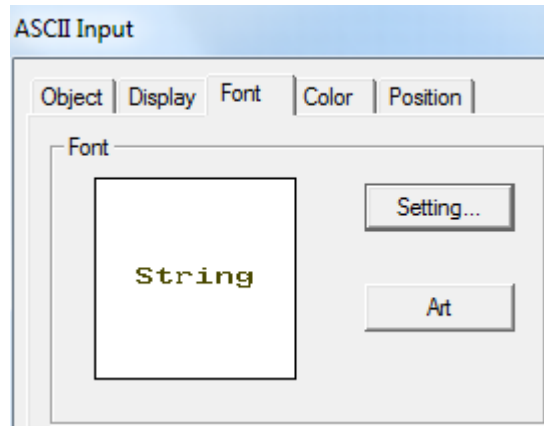 ASCII Input
Object Display Font Color Position
Font
Setting...
String
Art